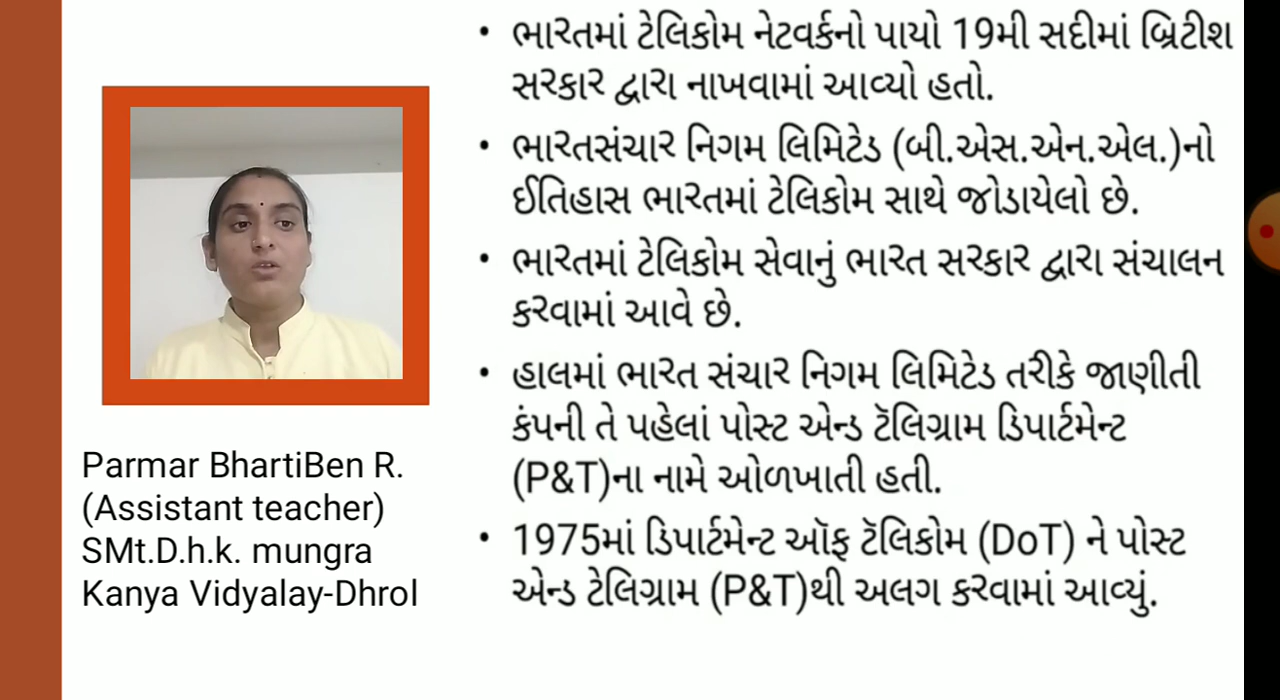 Parmar BhartiBen R.
(Assistant teacher)
SMt.D.h.k. mungra
Kanya Vidyalay-Dhrol
• ભારતમાં ટેલિકોમ નેટવર્કનો પાયો 19મી સદીમાં બ્રિટીશ
સરકાર દ્વારા નાખવામાં આવ્યો હતો.
• ભારતસંચાર નિગમ લિમિટેડ (બી.એસ.એન.એલ.)નો
ઈતિહાસ ભારતમાં ટેલિકોમ સાથે જોડાયેલો છે.
• ભારતમાં ટેલિકોમ સેવાનું ભારત સરકાર દ્વારા સંચાલન
કરવામાં આવે છે.
• હાલમાં ભારત સંચાર નિગમ લિમિટેડ તરીકે જાણીતી
કંપની તે પહેલાં પોસ્ટ એન્ડ ટૅલિગ્રામ ડિપાર્ટમેન્ટ
(P&T)ના નામે ઓળખાતી હતી.
• 1975માં ડિપાર્ટમેન્ટ ઑફ ટૅલિકોમ (DoT) ને પોસ્ટ
એન્ડ ટેલિગ્રામ (P&T)થી અલગ કરવામાં આવ્યું.